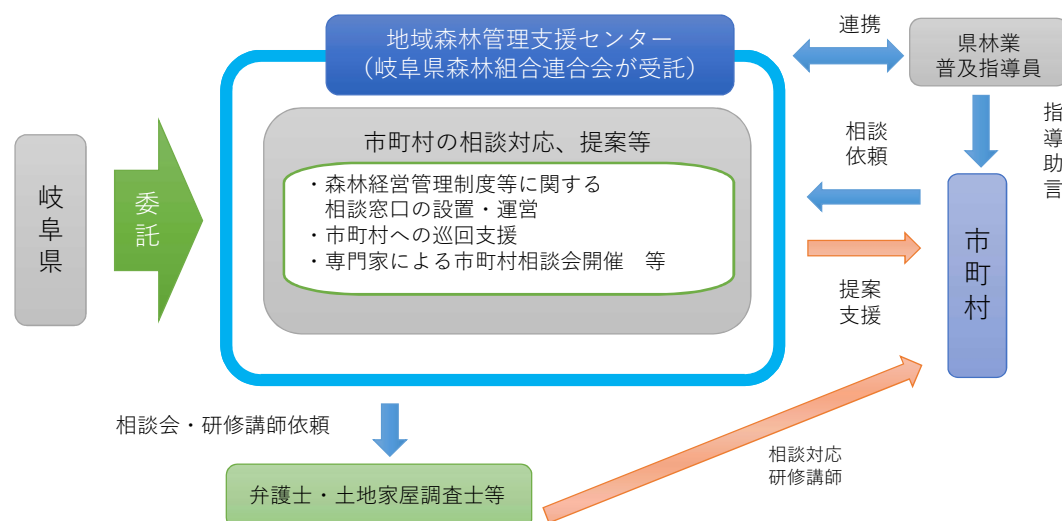 地域森林管理支援センター
（岐阜県森林組合連合会が受託）
連携
県林業
普及指導員
指導助言
市町村の相談対応、提案等
相談
依頼
・森林経営管理制度等に関する
相談窓口の設置・運営
・市町村への巡回支援
・専門家による市町村相談会開催　等
岐阜県
委託
市町村
提案
支援
相談会・研修講師依頼
相談対応
研修講師
弁護士・土地家屋調査士等